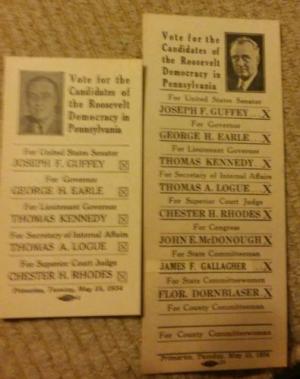 Vote for the
Candidates of
the Roosevelt
Democracy in
Pennsylvania
For United States Senator
JOSEPH F. GUFFEY X
For Governor
GEORGE H. EARLE X
For Lieutenant Governor
THOMAS KENNEDY X
For Secretary of Internal Affairs
THOMAS A. LOGUE X
For Superior Court Judge
CHESTER H. RHODES X
Primaries, Tuesday, May 15, 1934
Vote for the
Candidates of
the Roosevelt
Democracy in
Pennsylvania
For United States Senator
JOSEPH F. GUFFEY X
For Governor
GEORGE H. EARLE X
For Lieutenant Governor
THOMAS KENNEDY X
For Secretary of Internal Affairs
THOMAS A. LOGUE X
For Superior Court Judge
CHESTER H. RHODES X
For Congress
JOHN E. McDONOUGH X
For State Committeeman
JAMES F. GALLAGHER X
For State Committeewoman
FLOR. DORNBLASER X
For County Committeeman
For County Committeewoman
Primaries, Tuesday, May 15, 1934